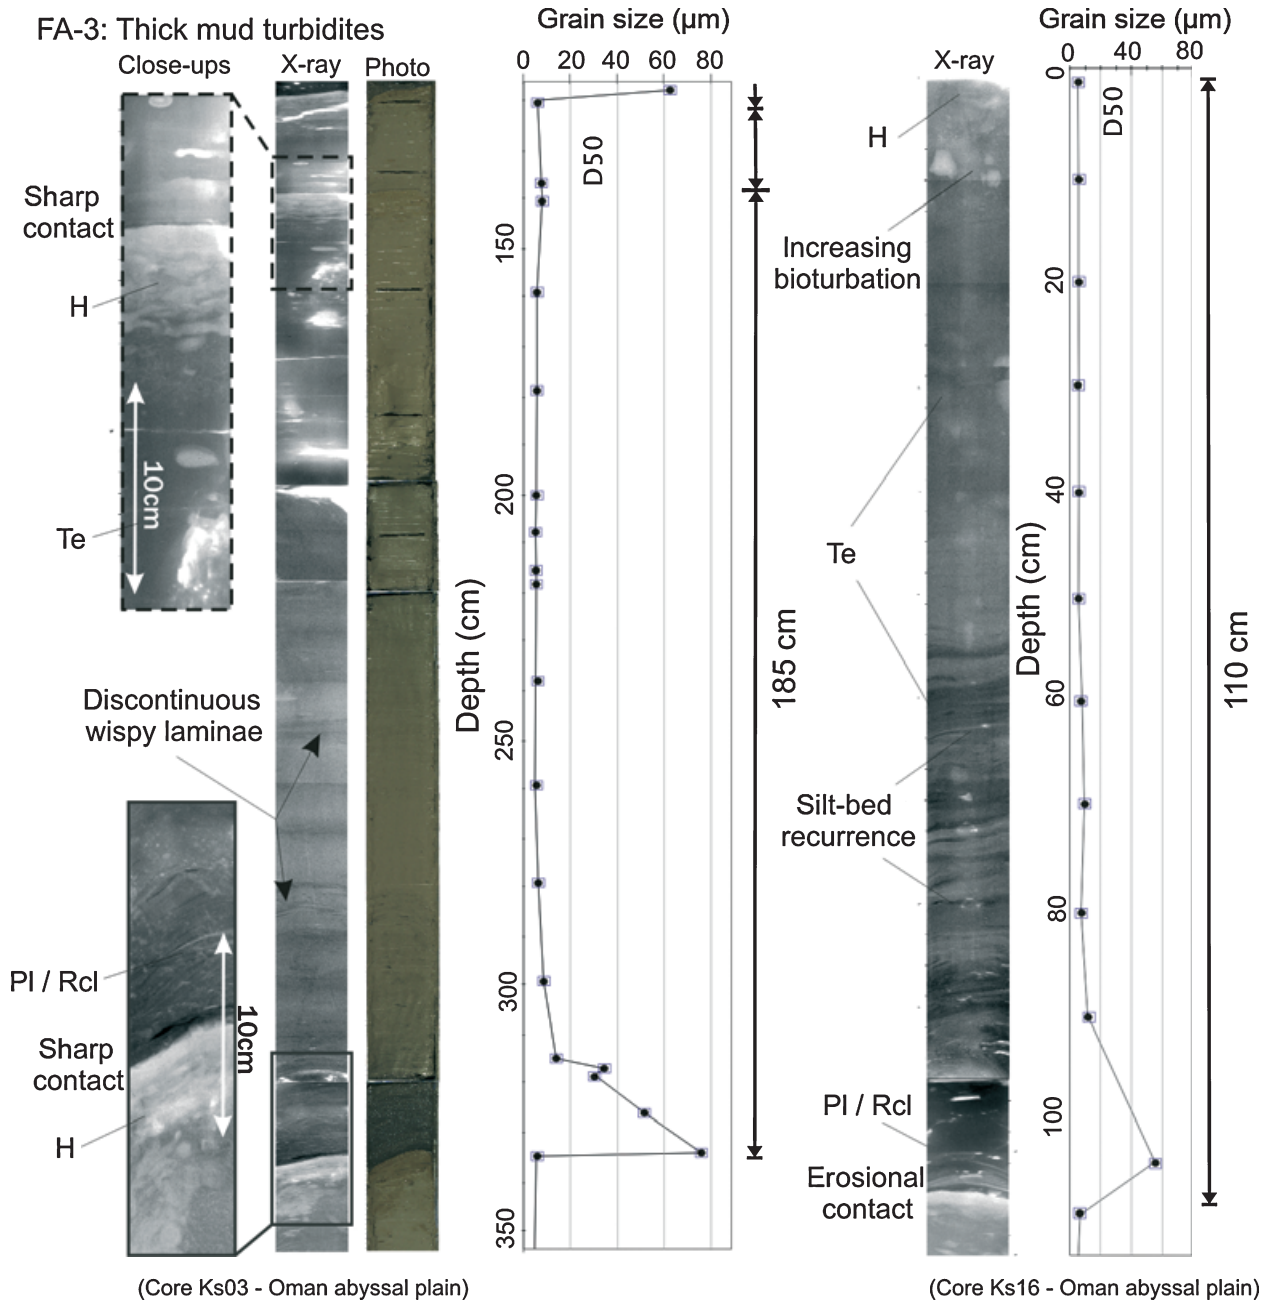 FA-3: Thick mud turbidites
Close-ups
X-ray
Photo
Grain size (µm)
0 20 40 60 80
D50
Sharp
contact
H
10cm
Te
Discontinuous
wispy laminae
Pl / Rcl
10cm
Sharp
contact
H
Depth (cm)
150
200
250
300
350
185 cm
(Core Ks03 - Oman abyssal plain)
X-ray
Grain size (µm)
0 40 80
D50
H
Increasing
bioturbation
Te
Silt-bed
recurrence
Pl / Rcl
Erosional
contact
Depth (cm)
0
20
40
60
80
100
110 cm
(Core Ks16 - Oman abyssal plain)